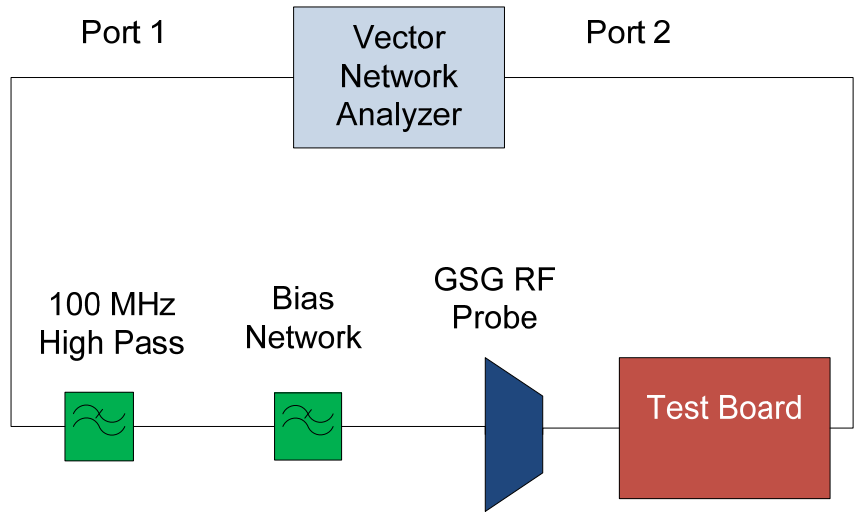 Port 1
Vector
Network
Analyzer
Port 2
100 MHz
High Pass
Bias
Network
GSG RF
Probe
Test Board